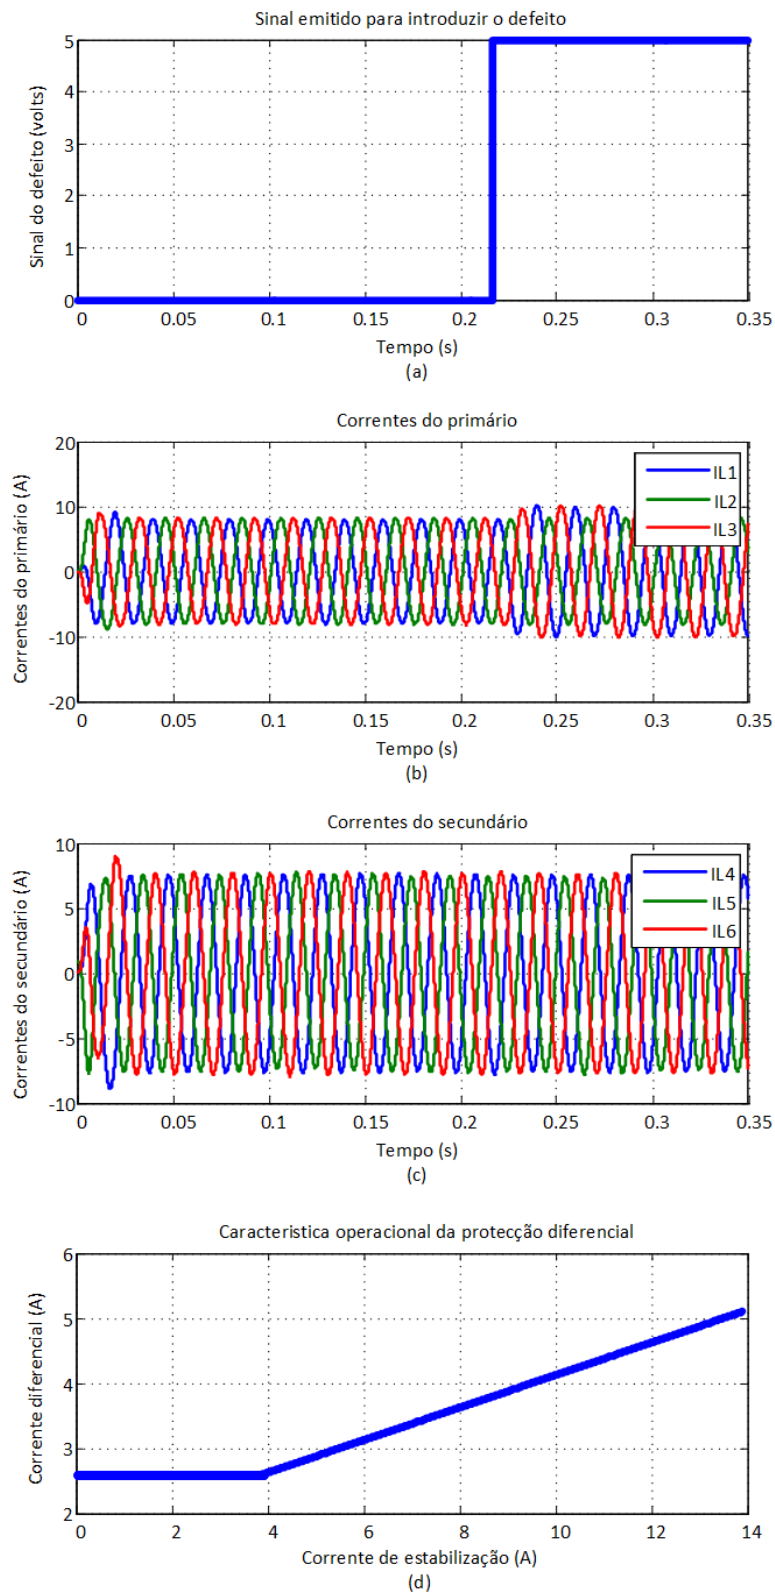 Sinal emitido para introduzir o defeito
Sinal do defeito (volts)
5
4
3
2
1
0
0 0.05 0.1 0.15 0.2 0.25 0.3 0.35
Tempo (s)
(a)
Correntes do primário
Correntes do primário (A)
20
10
0
-10
-20
IL1
IL2
IL3
0 0.05 0.1 0.15 0.2 0.25 0.3 0.35
Tempo (s)
(b)
Correntes do secundário
Correntes do secundário (A)
10
5
0
-5
-10
IL4
IL5
IL6
0 0.05 0.1 0.15 0.2 0.25 0.3 0.35
Tempo (s)
(c)
Caracteristica operacional da protecção diferencial
Corrente diferencial (A)
6
5
4
3
2
0 2 4 6 8 10 12 14
Corrente de estabilização (A)
(d)